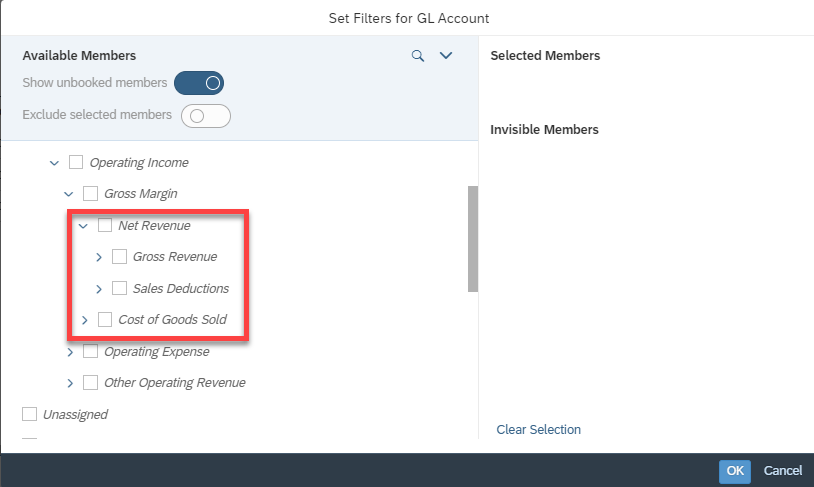 Set Filters for GL Account
Available Members
Show unbooked members
Exclude selected members
Operating Income
Gross Margin
Net Revenue
Gross Revenue
Sales Deductions
Cost of Goods Sold
Operating Expense
Other Operating Revenue
Unassigned
Selected Members
Invisible Members
Clear Selection
OK Cancel